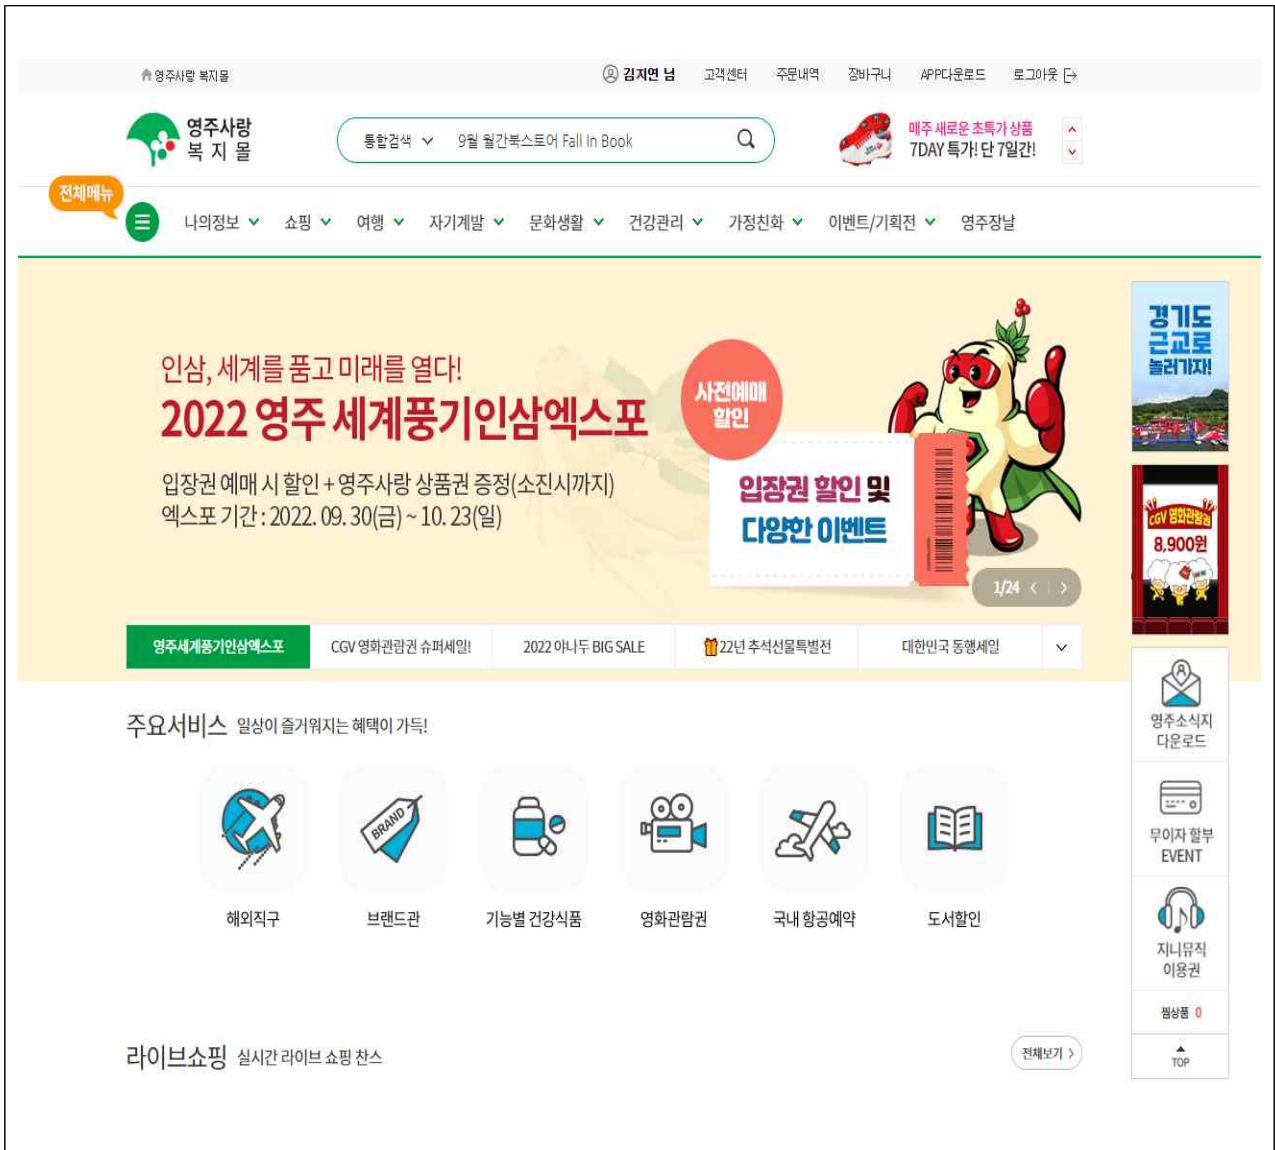 영주사랑 복지몰
김지연 님 고객센터 주문내역 장바구니 APP다운로드 로그아웃
영주사랑
복지몰
통합검색 9월 월간북스토어 Fall In Book
매주 새로운 초특가 상품
7DAY 특가! 단 7일간!
전체메뉴
나의정보 쇼핑 여행 자기계발 문화생활 건강관리 가정친화 이벤트/기획전 영주장날
인삼, 세계를 품고 미래를 열다!
2022 영주 세계풍기인삼엑스포
입장권 예매 시 할인 + 영주사랑 상품권 증정(소진시까지)
엑스포 기간 : 2022. 09. 30(금) ~ 10. 23(일)
사전예매
할인
입장권 할인 및
다양한 이벤트
1/24
경기도
근교로
놀러가자!
CGV 영화관람권
8,900원
영주세계풍기인삼엑스포 CGV 영화관람권 슈퍼세일! 2022 야나두 BIG SALE 22년 추석선물특별전 대한민국 동행세일
영주소식지
다운로드
무이자 할부
EVENT
지니뮤직
이용권
찜상품 0
TOP
주요서비스 일상이 즐거워지는 혜택이 가득!
BRAND
해외직구 브랜드관 기능별 건강식품 영화관람권 국내 항공예약 도서할인
라이브쇼핑 실시간 라이브 쇼핑 찬스
전체보기